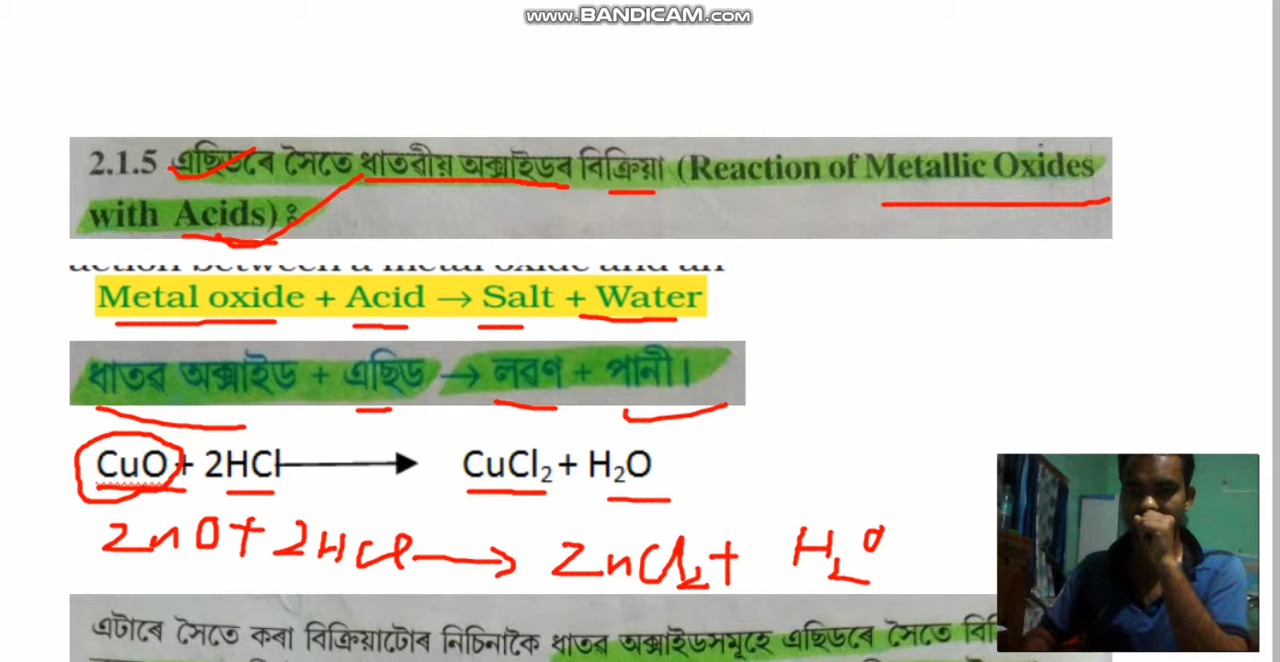 www.BANDICAM.com
2.1.5 এছিডৰে সৈতে ধাতৱীয় অক্সাইডৰ বিক্ৰিয়া (Reaction of Metallic Oxides
with Acids) ঃ
Metal oxide + Acid → Salt + Water
ধাতৱ অক্সাইড + এছিড → লৱণ + পানী।
CuO + 2HCl → CuCl₂ + H₂O
ZnO + 2HCl → ZnCl₂ + H₂O
এটাৰে সৈতে কৰা বিক্ৰিয়াটোৰ নিচিনাকৈ ধাতৱ অক্সাইডসমূহে এছিডৰে সৈতে